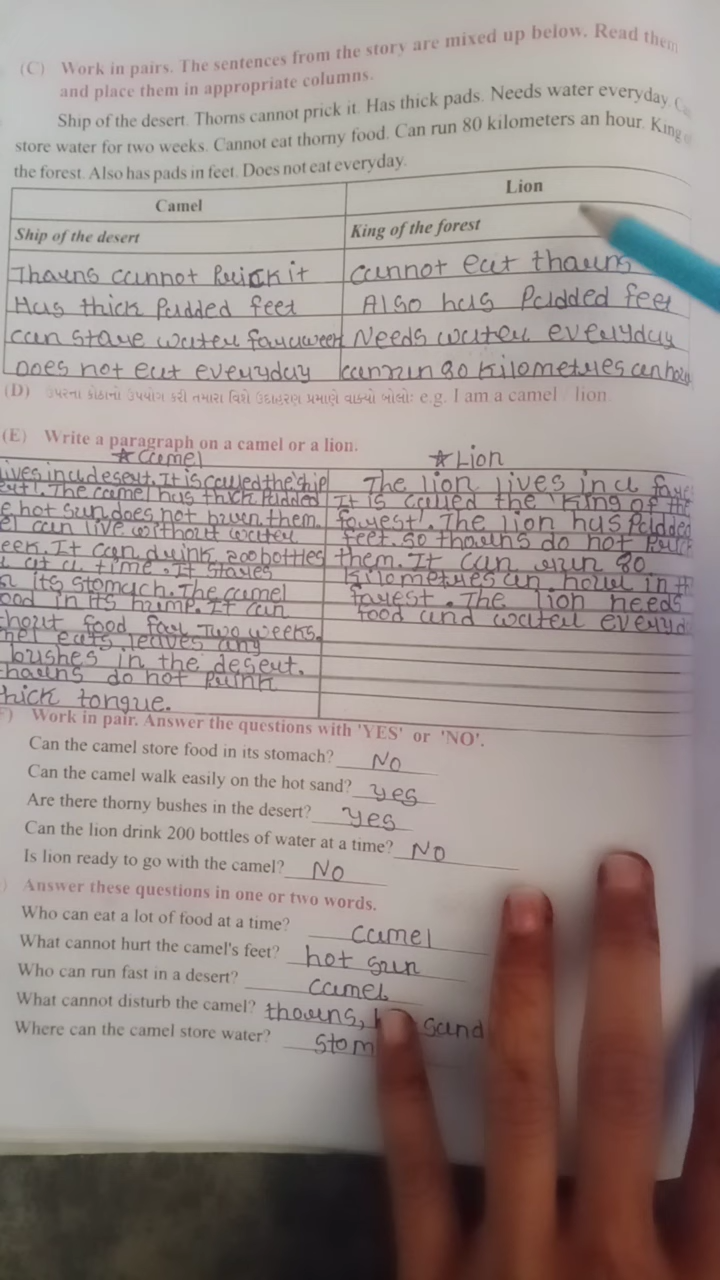 (C) Work in pairs. The sentences from the story are mixed up below. Read them
and place them in appropriate columns.
Ship of the desert. Thorns cannot prick it. Has thick pads. Needs water everyday.
store water for two weeks. Cannot eat thorny food. Can run 80 kilometers an hour. King
the forest. Also has pads in feet. Does not eat everyday.
Camel Lion
Ship of the desert King of the forest
Thorns cannot Prick it cannot eat thorns
Has thick Padded feet Also has Padded feet
can store water for a week Needs water everyday
Does not eat everyday can run 80 kilometres an hour
(D) ઉપરના કોઠાનો ઉપયોગ કરી તમારા વિશે ઉદાહરણ પ્રમાણે વાક્યો બોલો: e.g. I am a camel / lion.
(E) Write a paragraph on a camel or a lion.
★ Camel ★ Lion
lives in a desert. It is called the 'ship
The camel has thick Padded
hot sun does not burn them.
can live without water
It can drink 200 bottles
at a time. It stores
its stomach. The camel
in its hump. It can
food for Two weeks.
eats leaves any
bushes in the desert.
do not Prink
thick tongue.
The lion lives in a
It is called the 'King of the
forest'. The lion has Padded
feet. so thorns do not
them. It can run 80
kilometres an hour in
forest. The lion needs
food and water
Work in pair. Answer the questions with 'YES' or 'NO'.
Can the camel store food in its stomach? No
Can the camel walk easily on the hot sand? yes
Are there thorny bushes in the desert? yes
Can the lion drink 200 bottles of water at a time? No
Is lion ready to go with the camel? No
Answer these questions in one or two words.
Who can eat a lot of food at a time? camel
What cannot hurt the camel's feet? hot sun
Who can run fast in a desert? camel
What cannot disturb the camel? thorns, sand
Where can the camel store water? stom